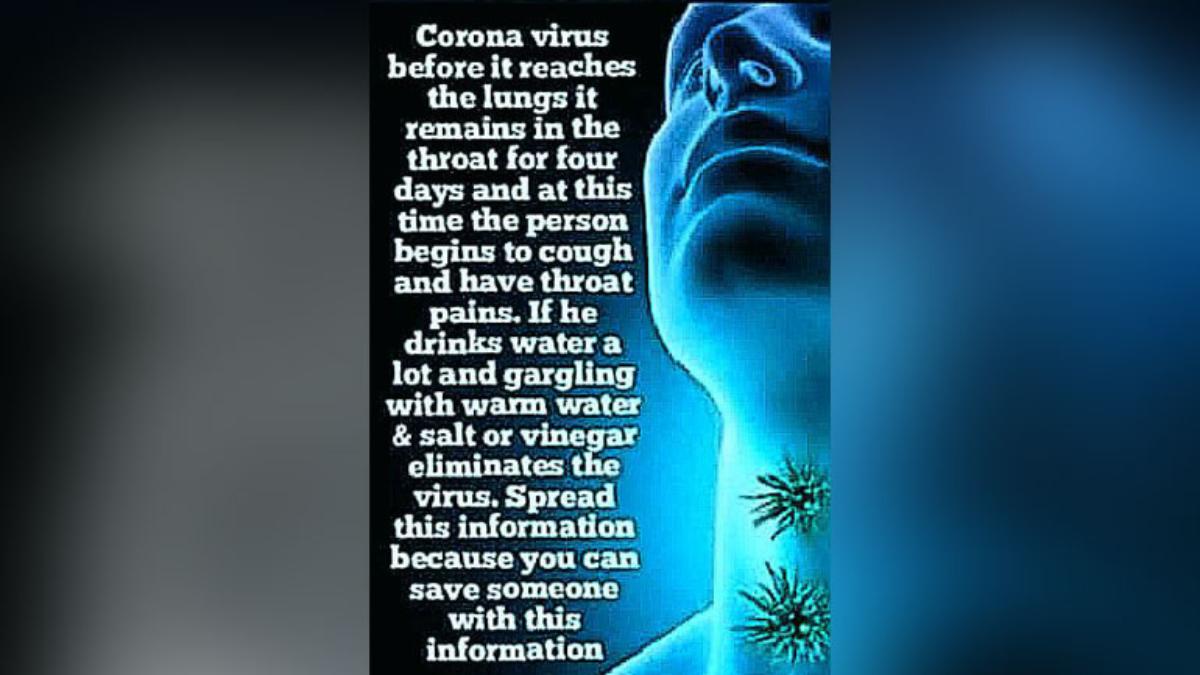 Corona virus
before it reaches
the lungs it
remains in the
throat for four
days and at this
time the person
begins to cough
and have throat
pains. If he
drinks water a
lot and gargling
with warm water
& salt or vinegar
eliminates the
virus. Spread
this information
because you can
save someone
with this
information